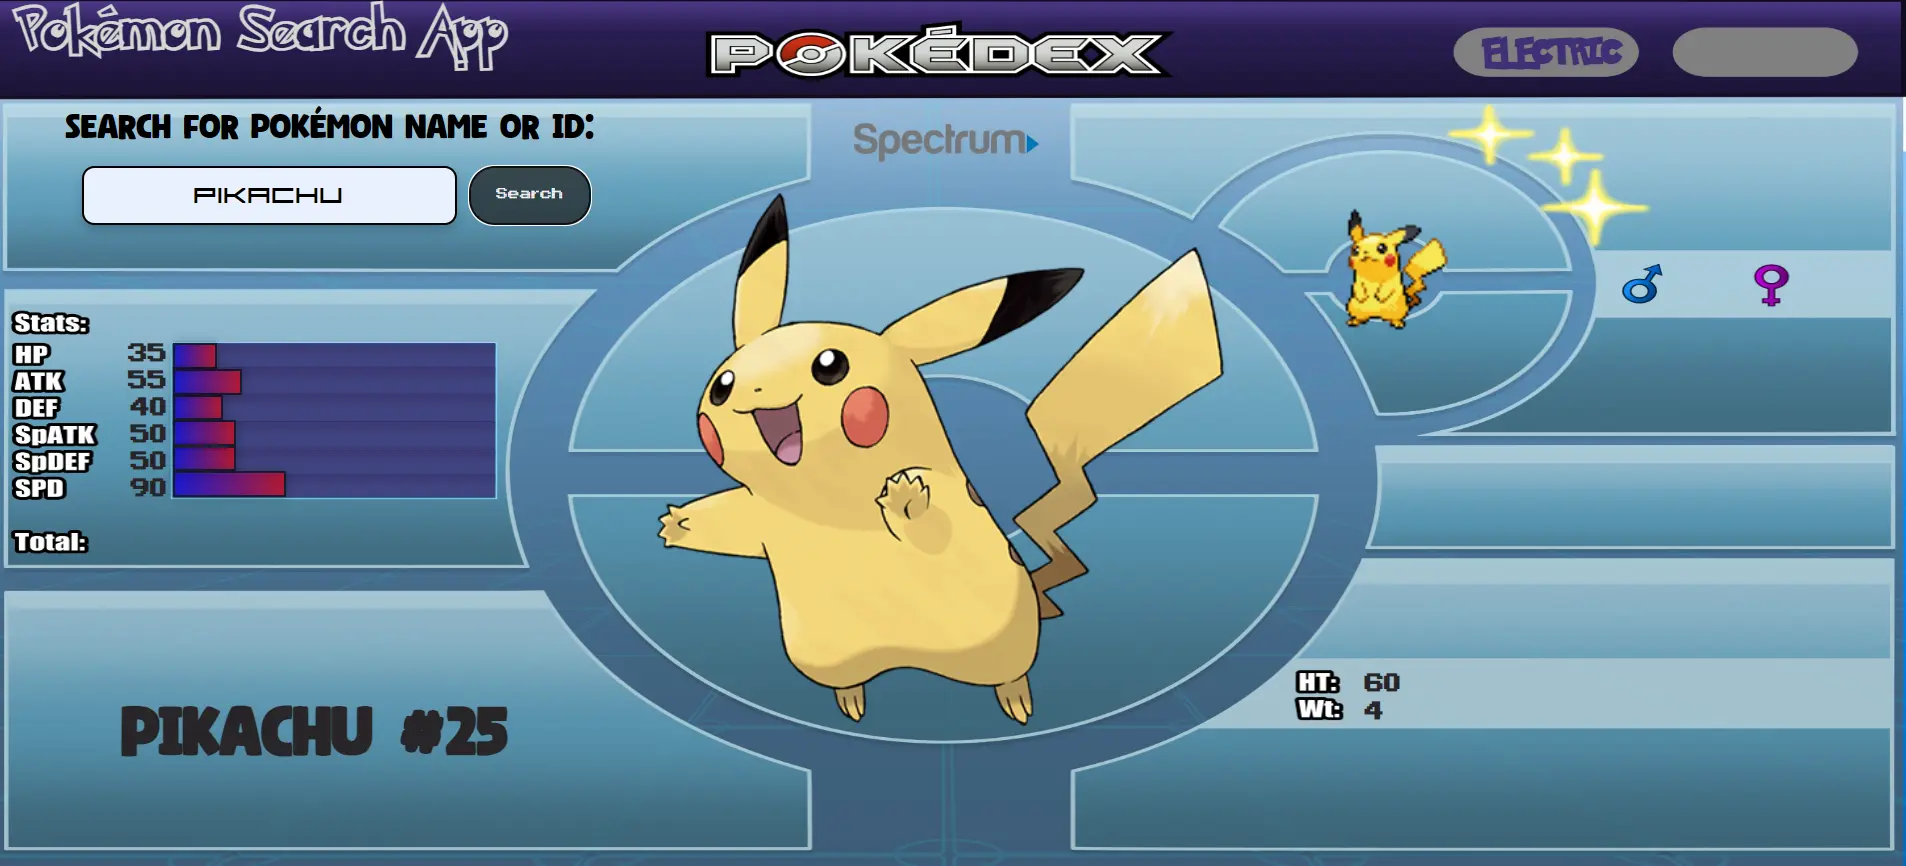 Pokémon Search App
POKÉDEX
ELECTRIC
SEARCH FOR POKÉMON NAME OR ID:
PIKACHU
Search
Spectrum
Stats:
HP 35
ATK 55
DEF 40
SpATK 50
SpDEF 50
SPD 90
Total:
PIKACHU #25
HT: 60
Wt: 4